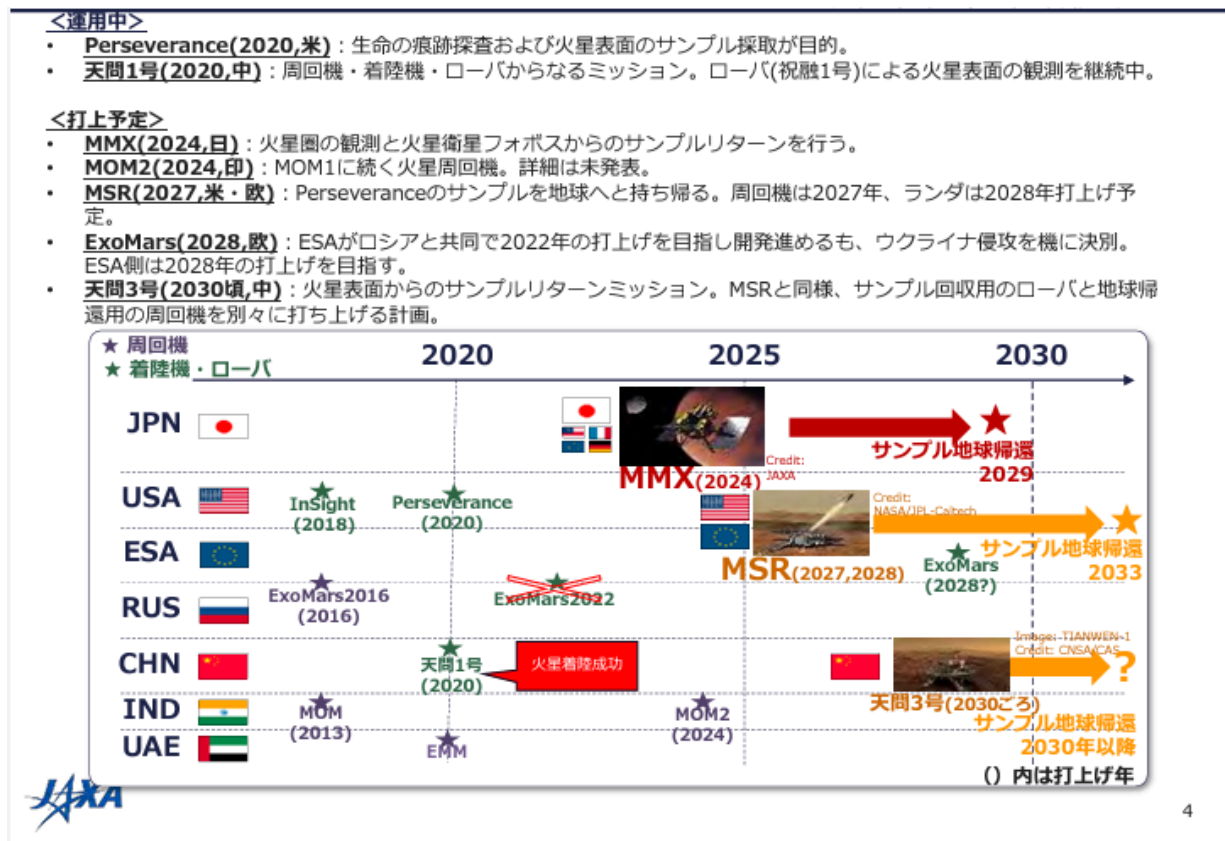 <運用中>
• Perseverance(2020,米)：生命の痕跡探査および火星表面のサンプル採取が目的。
• 天問1号(2020,中)：周回機・着陸機・ローバからなるミッション。ローバ(祝融1号)による火星表面の観測を継続中。
<打上予定>
• MMX(2024,日)：火星圏の観測と火星衛星フォボスからのサンプルリターンを行う。
• MOM2(2024,印)：MOM1に続く火星周回機。詳細は未発表。
• MSR(2027,米・欧)：Perseveranceのサンプルを地球へと持ち帰る。周回機は2027年、ランダは2028年打上げ予
定。
• ExoMars(2028,欧)：ESAがロシアと共同で2022年の打上げを目指し開発進めるも、ウクライナ侵攻を機に決別。
ESA側は2028年の打上げを目指す。
• 天問3号(2030頃,中)：火星表面からのサンプルリターンミッション。MSRと同様、サンプル回収用のローバと地球帰
還用の周回機を別々に打ち上げる計画。
★ 周回機
★ 着陸機・ローバ
2020
2025
2030
JPN
MMX(2024)
Credit:
JAXA
サンプル地球帰還
2029
USA
InSight
(2018)
Perseverance
(2020)
Credit:
NASA/JPL-Caltech
MSR(2027,2028)
サンプル地球帰還
2033
ESA
ExoMars
(2028?)
ExoMars2016
(2016)
ExoMars2022
RUS
CHN
天問1号
(2020)
火星着陸成功
Image: TIANWEN-1
Credit: CNSA/CAS
?
天問3号(2030ごろ)
サンプル地球帰還
2030年以降
IND
MOM
(2013)
MOM2
(2024)
UAE
EMM
（）内は打上げ年
JAXA
4